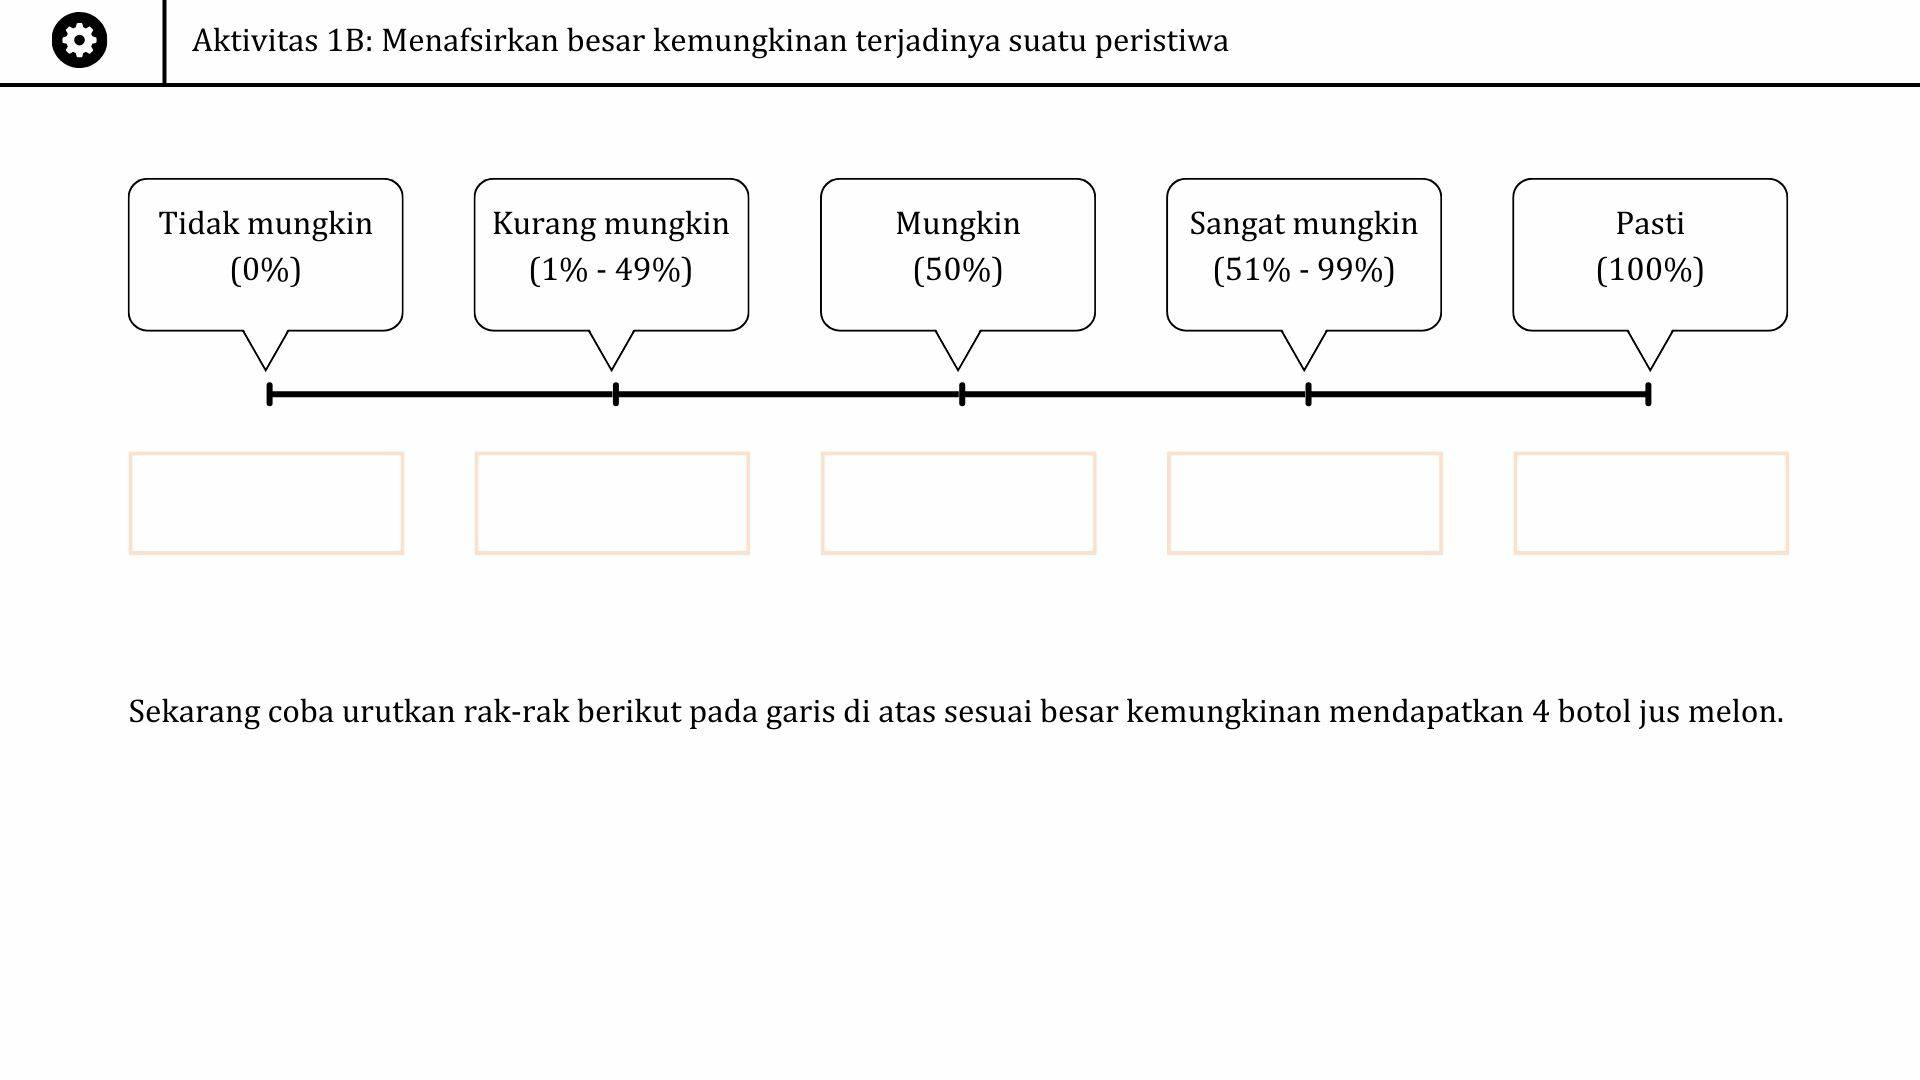 Aktivitas 1B: Menafsirkan besar kemungkinan terjadinya suatu peristiwa
Tidak mungkin
(0%)
Kurang mungkin
(1% - 49%)
Mungkin
(50%)
Sangat mungkin
(51% - 99%)
Pasti
(100%)
Sekarang coba urutkan rak-rak berikut pada garis di atas sesuai besar kemungkinan mendapatkan 4 botol jus melon.